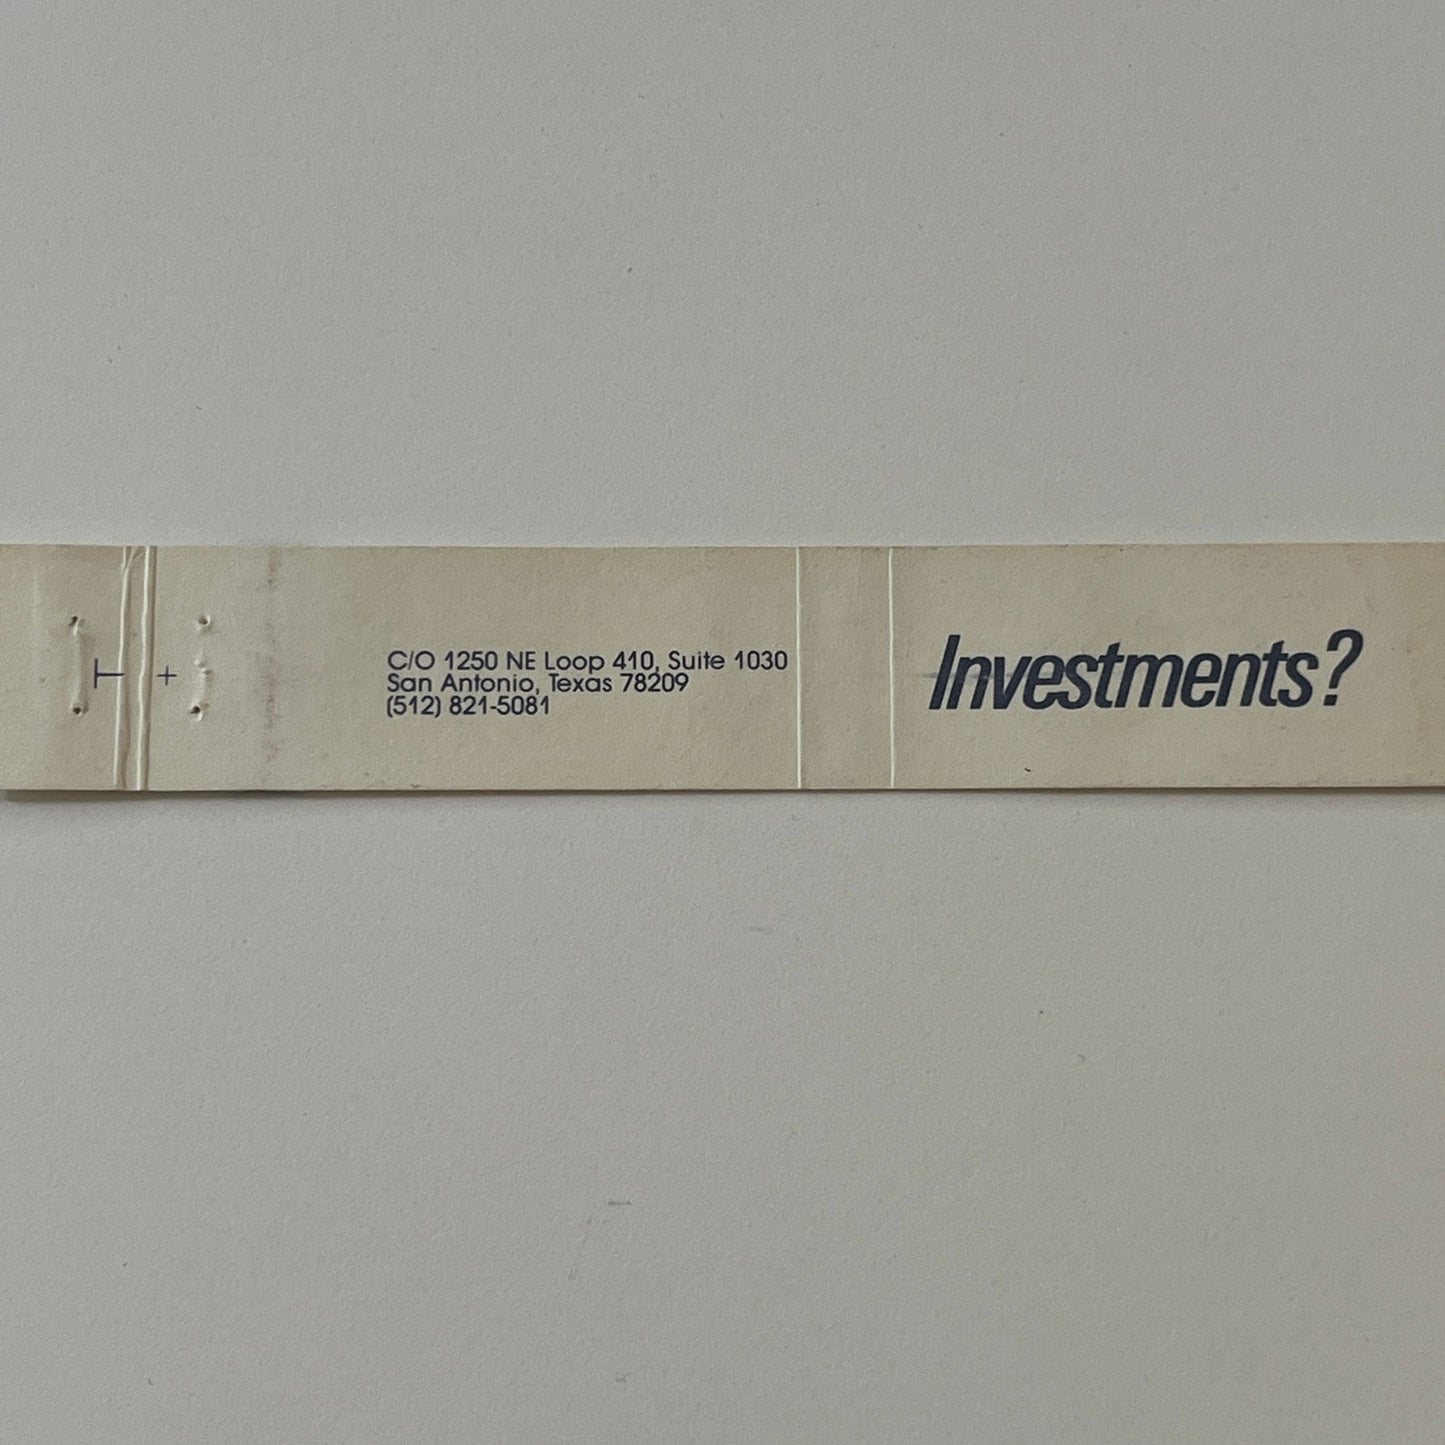 C/O 1250 NE Loop 410, Suite 1030
San Antonio, Texas 78209
(512) 821-5081
Investments?